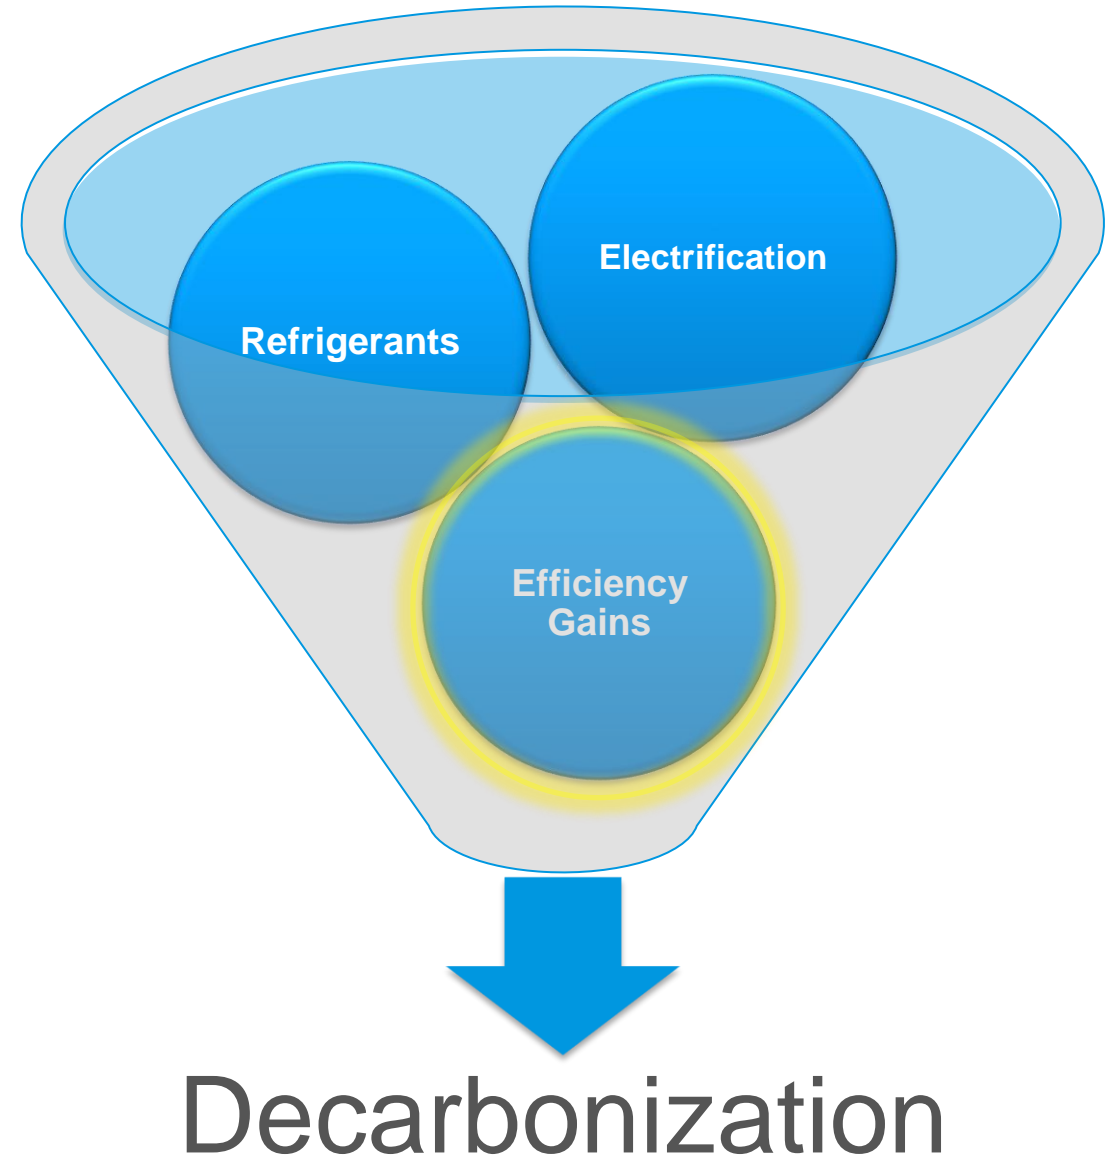 Electrification
Refrigerants
Efficiency
Gains
Decarbonization